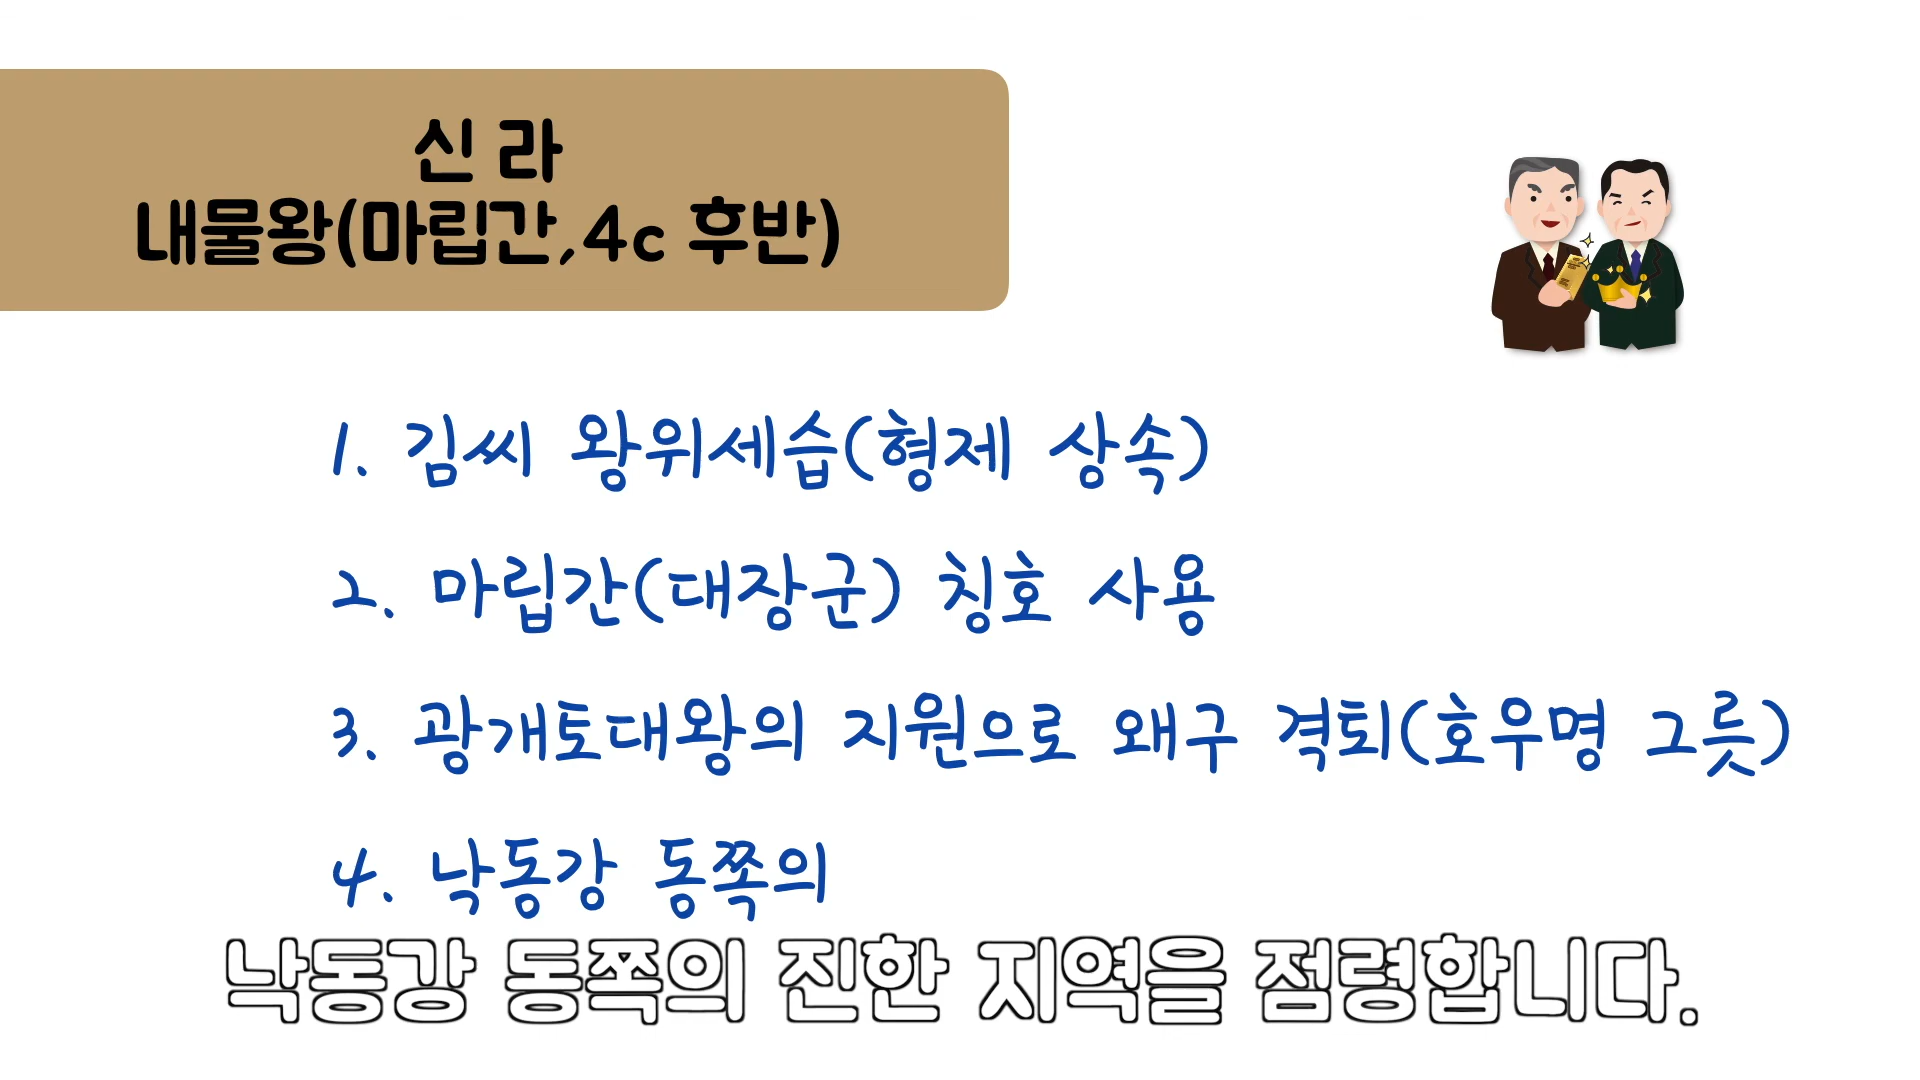 신 라
내물왕(마립간,4c 후반)
1. 김씨 왕위세습(형제 상속)
2. 마립간(대장군) 칭호 사용
3. 광개토대왕의 지원으로 왜구 격퇴(호우명 그릇)
4. 낙동강 동쪽의
낙동강 동쪽의 진한 지역을 점령합니다.